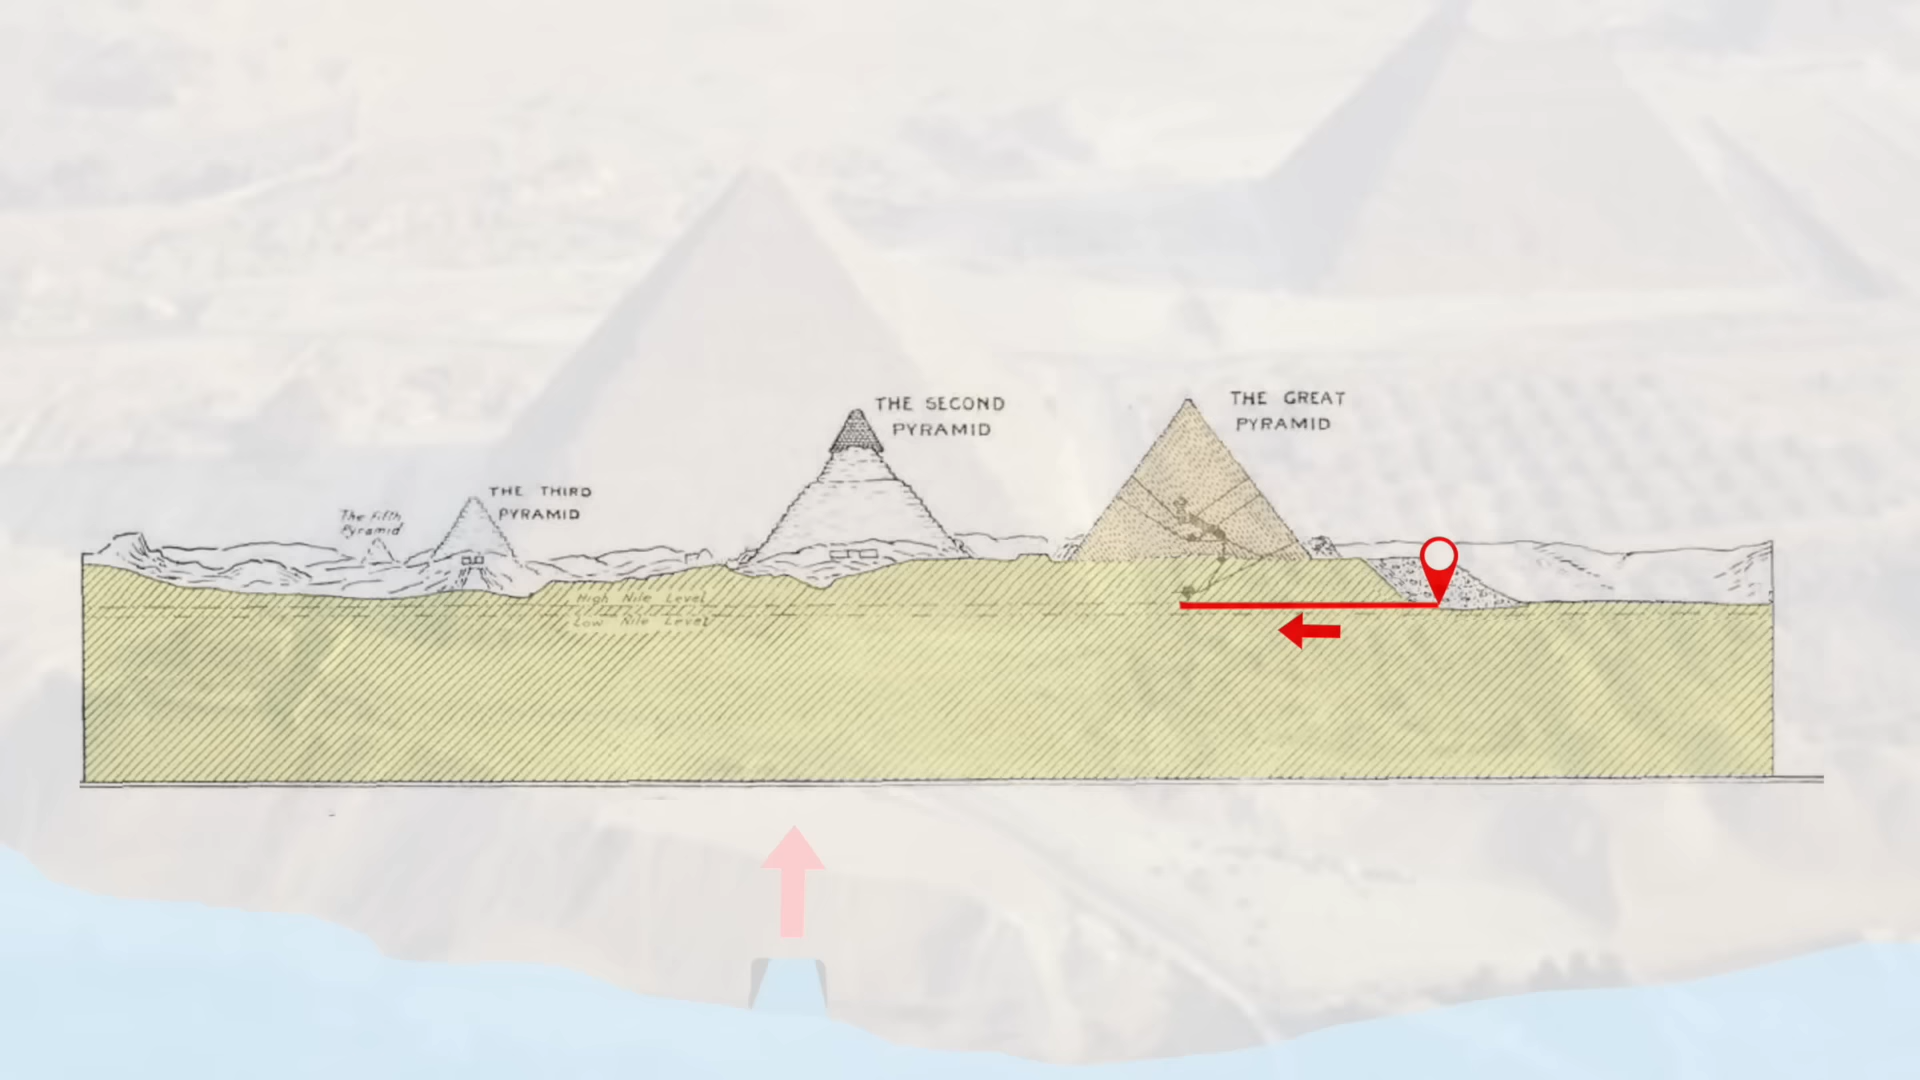 THE SECOND
PYRAMID
THE GREAT
PYRAMID
THE THIRD
PYRAMID
The Fifth
Pyramid
High Nile Level
Low Nile Level